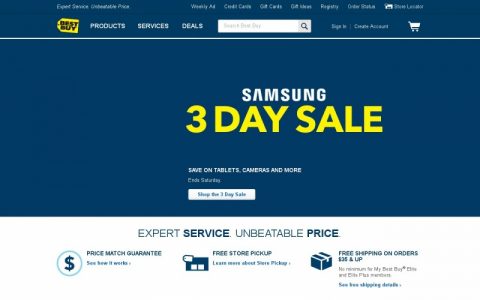 Expert Service. Unbeatable Price.
Weekly Ad Credit Cards Gift Cards Gift Ideas Registry Order Status Store Locator
BEST BUY
PRODUCTS SERVICES DEALS
Search Best Buy
Sign In Create Account
SAMSUNG
3 DAY SALE
SAVE ON TABLETS, CAMERAS AND MORE
Ends Saturday.
Shop the 3 Day Sale
EXPERT SERVICE. UNBEATABLE PRICE.
$
PRICE MATCH GUARANTEE
See how it works ›
FREE STORE PICKUP
Learn more about Store Pickup ›
FREE SHIPPING ON ORDERS
$35 & UP
No minimum for My Best Buy® Elite
and Elite Plus members.
See free shipping details ›